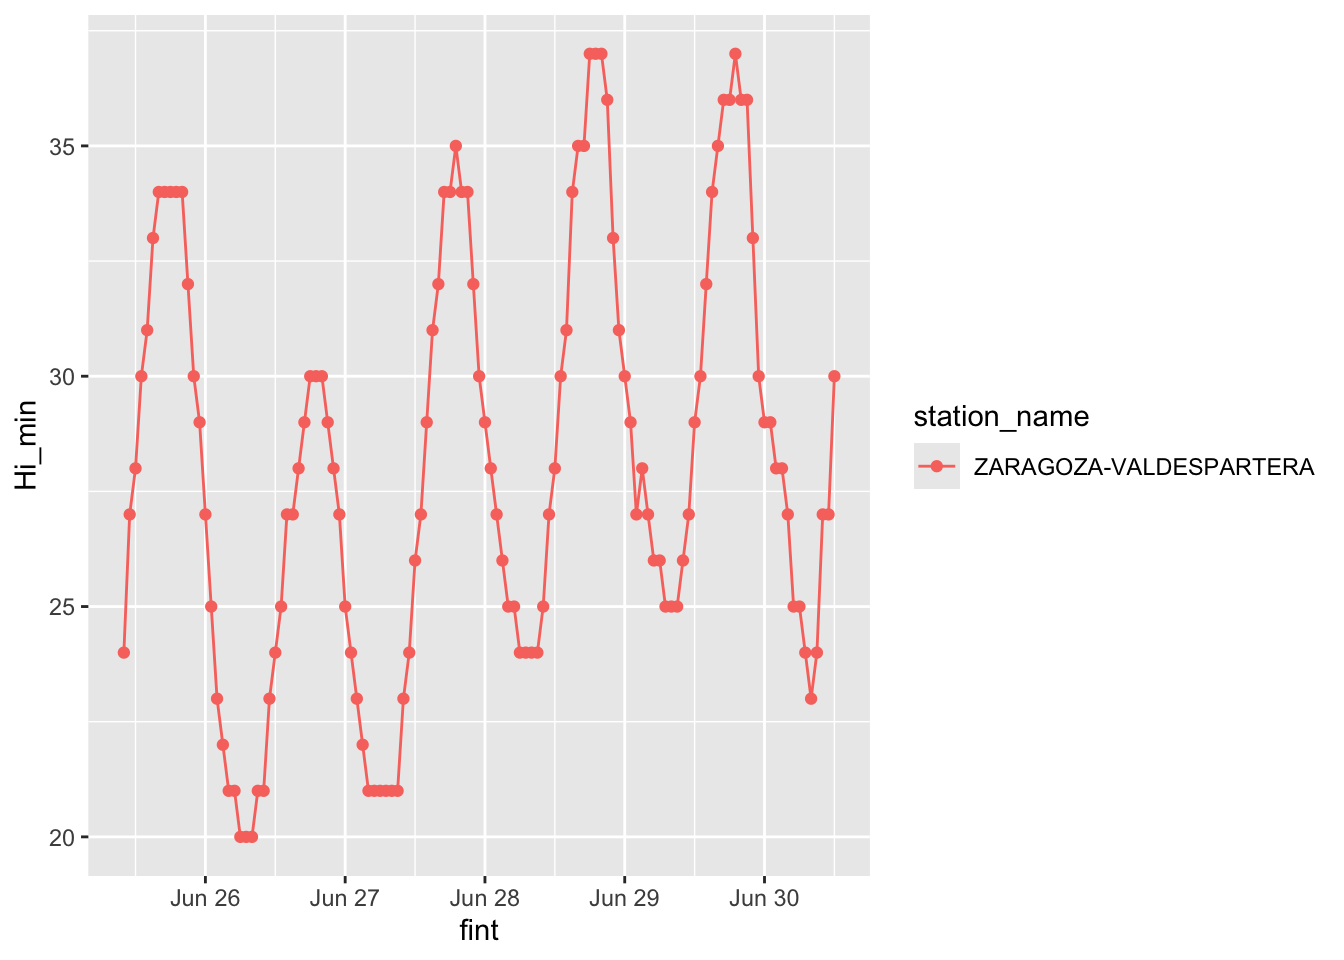 35
30
25
20
Hi_min
Jun 26
Jun 27
Jun 28
Jun 29
Jun 30
fint
station_name
ZARAGOZA-VALDESPARTERA